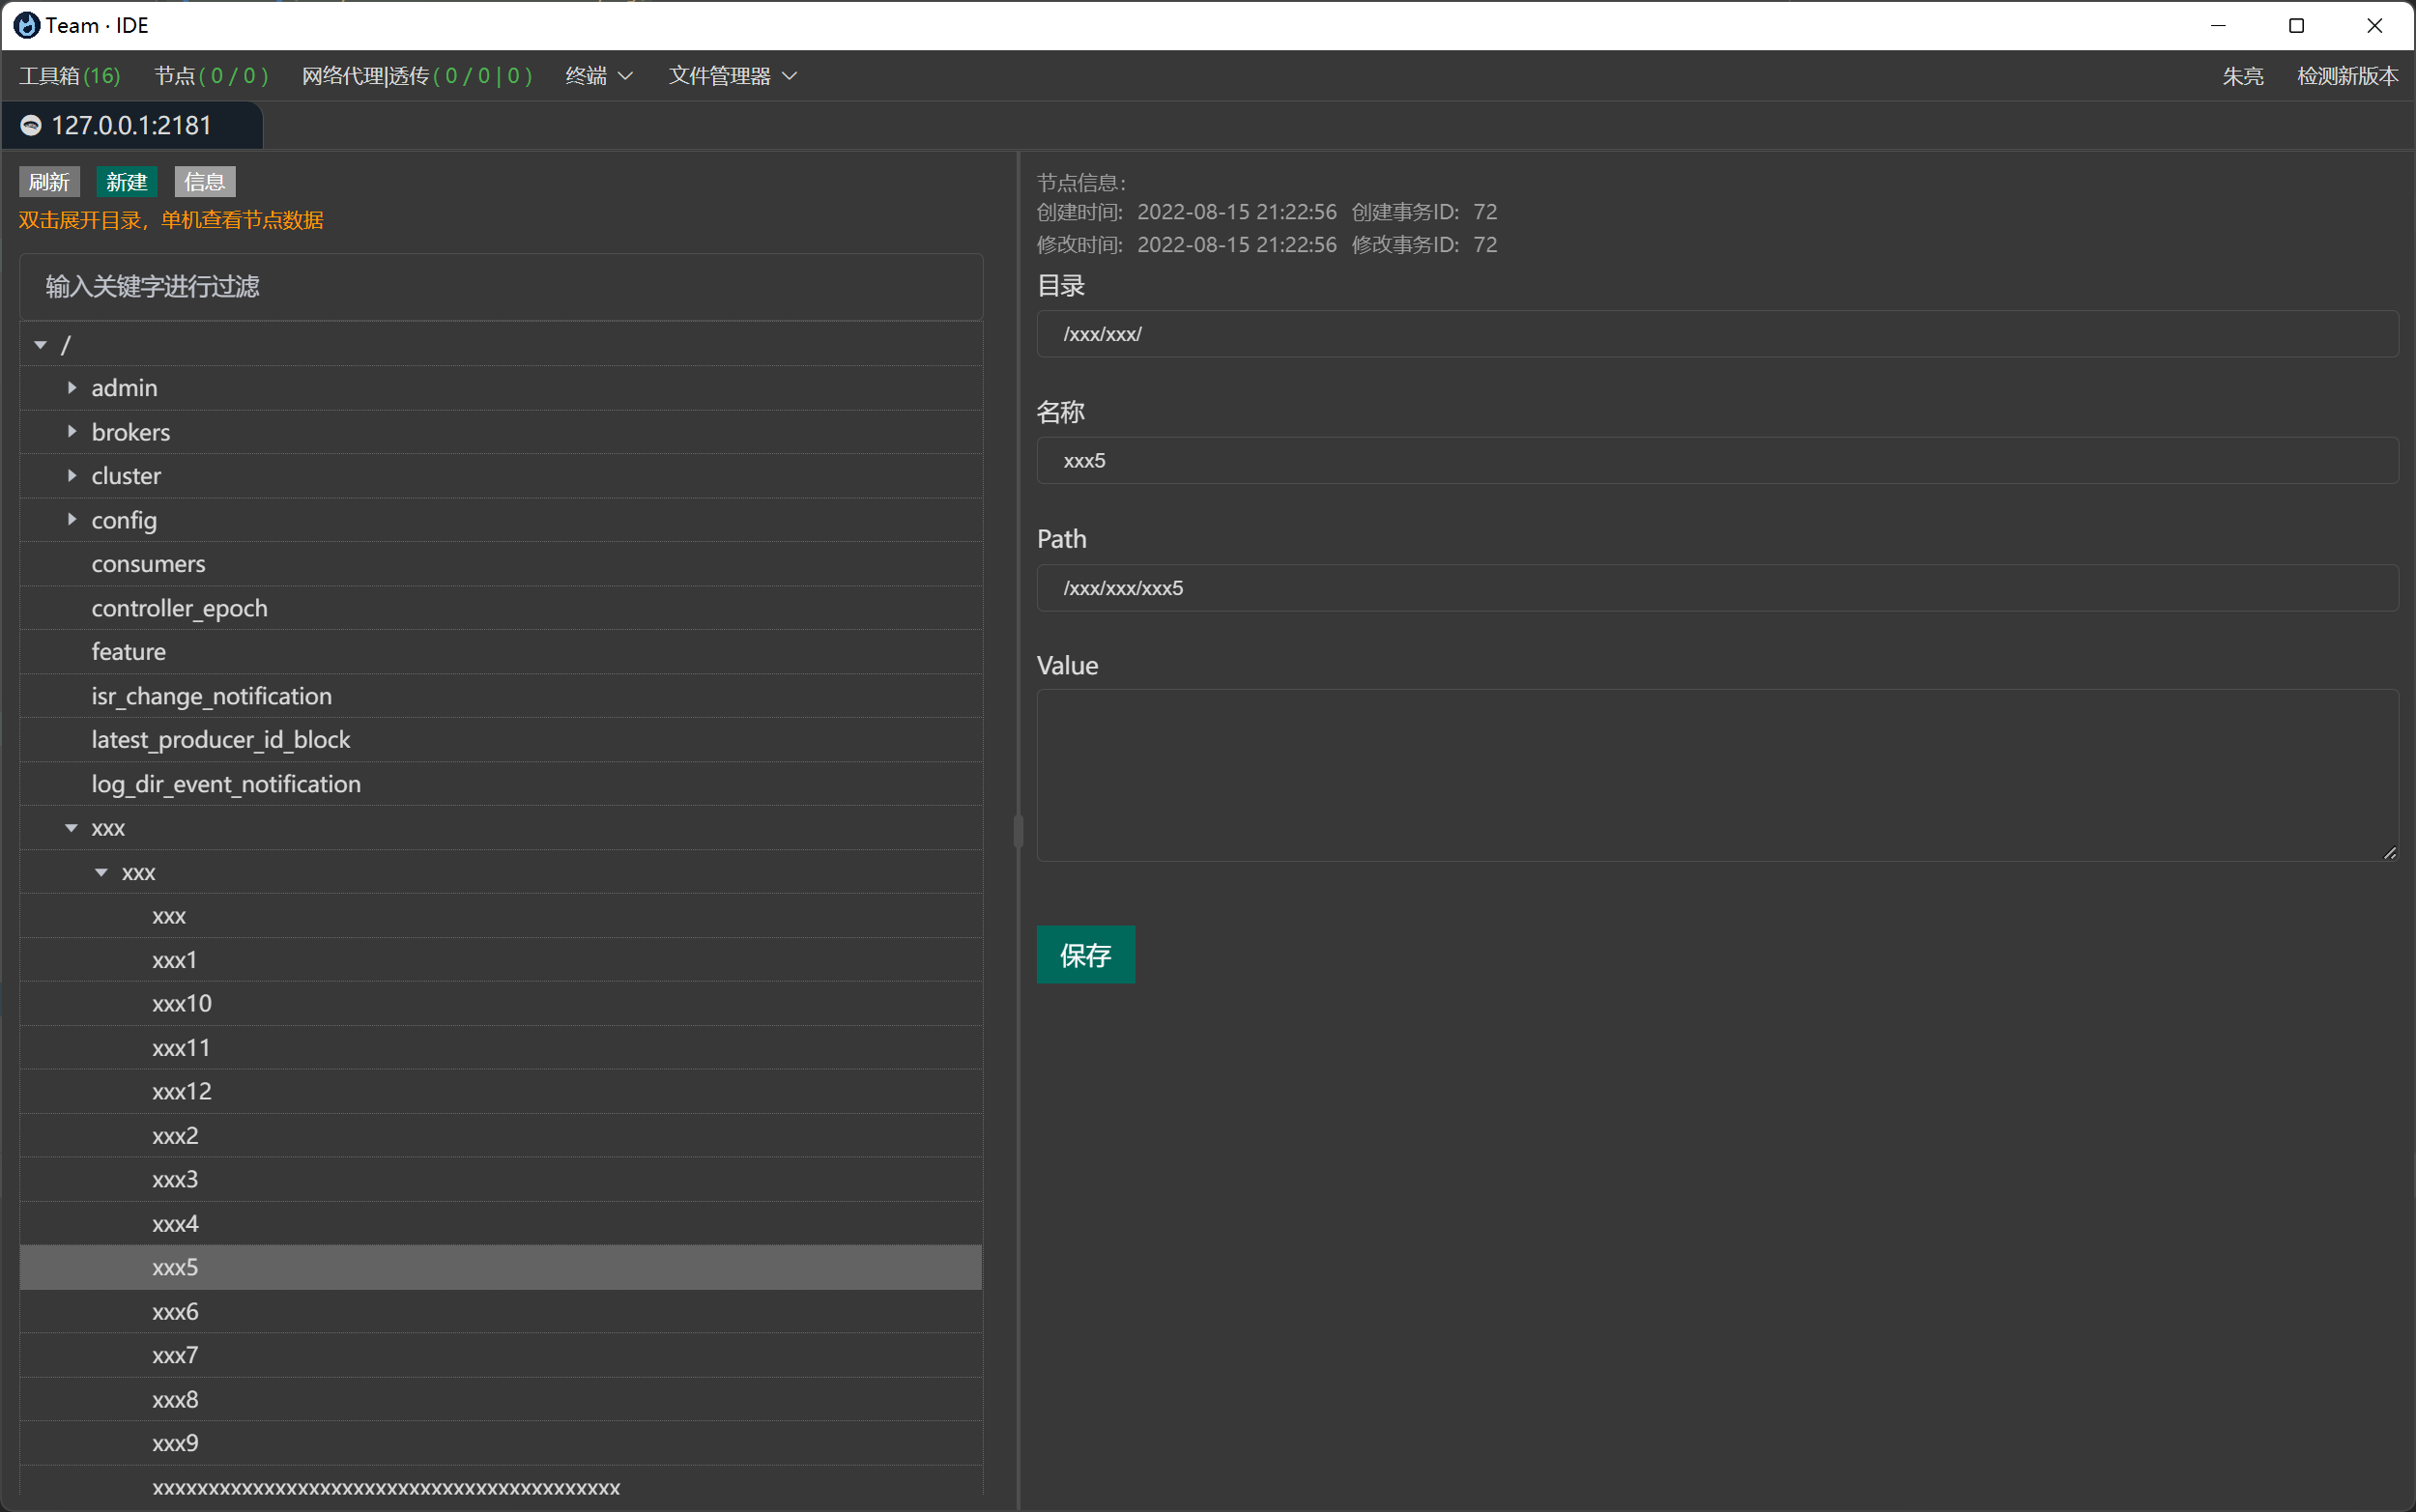 Team · IDE
工具箱(16) 节点( 0 / 0 ) 网络代理|透传( 0 / 0 | 0 ) 终端 文件管理器 朱亮 检测新版本
127.0.0.1:2181
刷新 新建 信息
双击展开目录，单机查看节点数据
输入关键字进行过滤
/
admin
brokers
cluster
config
consumers
controller_epoch
feature
isr_change_notification
latest_producer_id_block
log_dir_event_notification
xxx
xxx
xxx
xxx1
xxx10
xxx11
xxx12
xxx2
xxx3
xxx4
xxx5
xxx6
xxx7
xxx8
xxx9
节点信息：
创建时间： 2022-08-15 21:22:56 创建事务ID： 72
修改时间： 2022-08-15 21:22:56 修改事务ID： 72
目录
/xxx/xxx/
名称
xxx5
Path
/xxx/xxx/xxx5
Value
保存